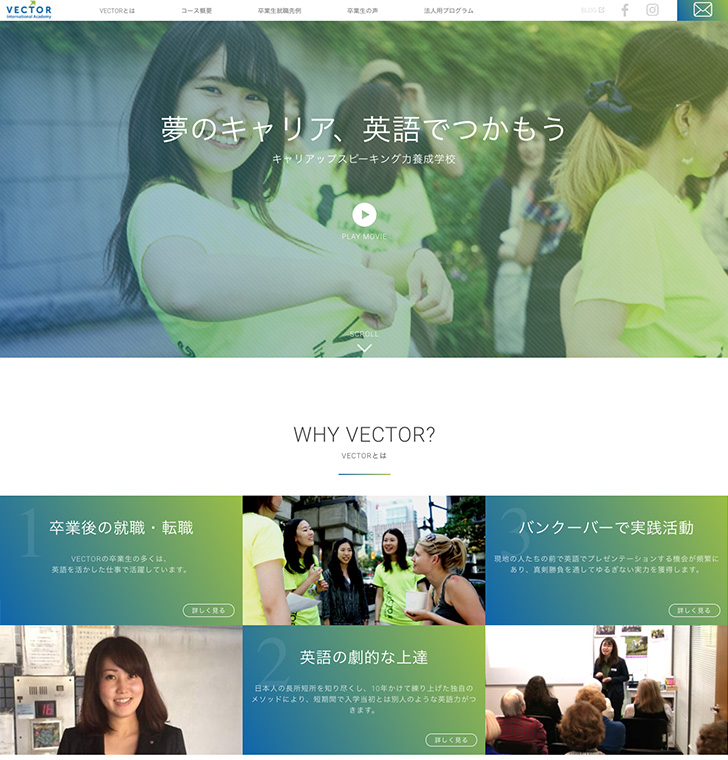 VECTOR
International Academy
VECTORとは
コース概要
卒業生就職先例
卒業生の声
法人用プログラム
BLOG
夢のキャリア、英語でつかもう
キャリアップスピーキング力養成学校
PLAY MOVIE
SCROLL
WHY VECTOR?
VECTORとは
1
卒業後の就職・転職
VECTORの卒業生の多くは、
英語を活かした仕事で活躍しています。
詳しく見る
3
バンクーバーで実践活動
現地の人たちの前で英語でプレゼンテーションする機会が頻繁に
あり、真剣勝負を通してゆるぎない実力を獲得します。
詳しく見る
2
英語の劇的な上達
日本人の長所短所を知り尽くし、10年かけて練り上げた独自の
メソッドにより、短期間で入学当初とは別人のような英語力がつ
きます。
詳しく見る